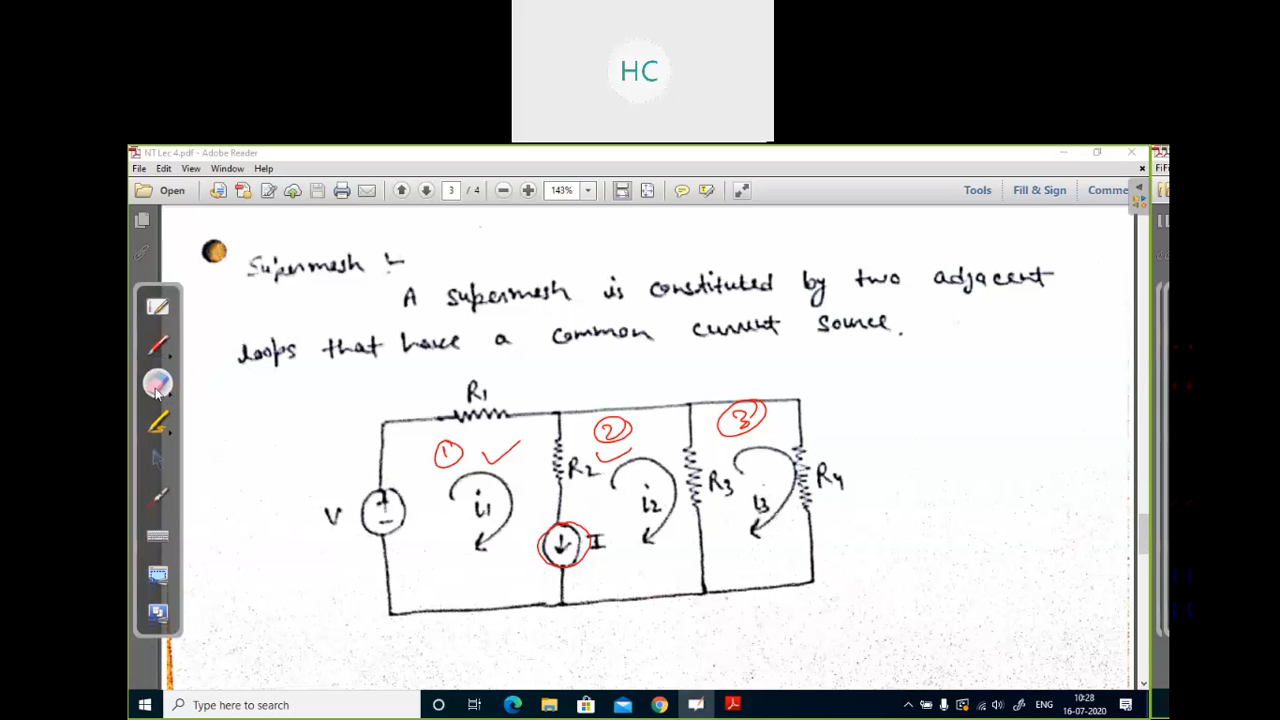 HC
NT Lec 4.pdf - Adobe Reader
File Edit View Window Help
Open 3 / 4 143% Tools Fill & Sign Comme
Supermesh :-
A supermesh is constituted by two adjacent
loops that have a common current source.
R1
1 2 3
R2 R3 R4
V i1 i2 i3
I
Type here to search
ENG 10:28
16-07-2020